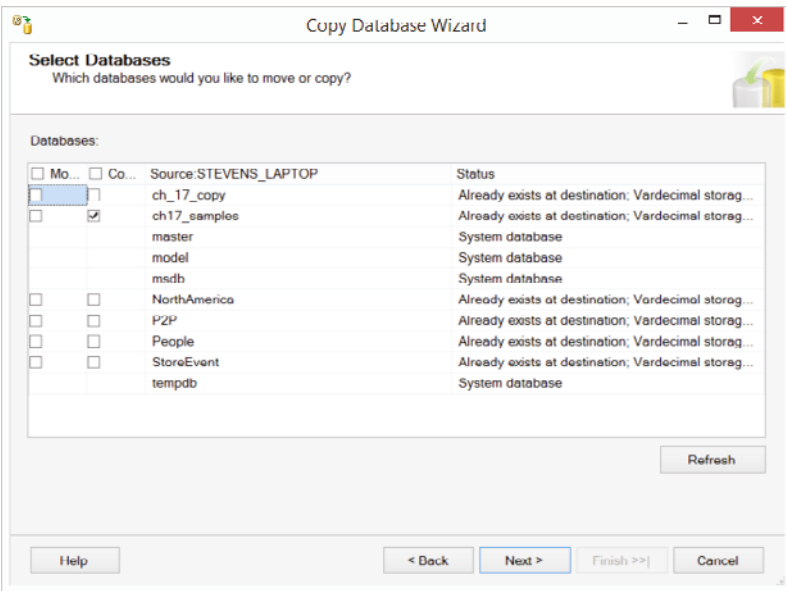 Copy Database Wizard
Select Databases
Which databases would you like to move or copy?
Databases:
Mo... Co... Source:STEVENS_LAPTOP Status
ch_17_copy Already exists at destination; Vardecimal storag...
ch17_samples Already exists at destination; Vardecimal storag...
master System database
model System database
msdb System database
NorthAmerica Already exists at destination; Vardecimal storag...
P2P Already exists at destination; Vardecimal storag...
People Already exists at destination; Vardecimal storag...
StoreEvent Already exists at destination; Vardecimal storag...
tempdb System database
Refresh
Help < Back Next > Finish >>| Cancel